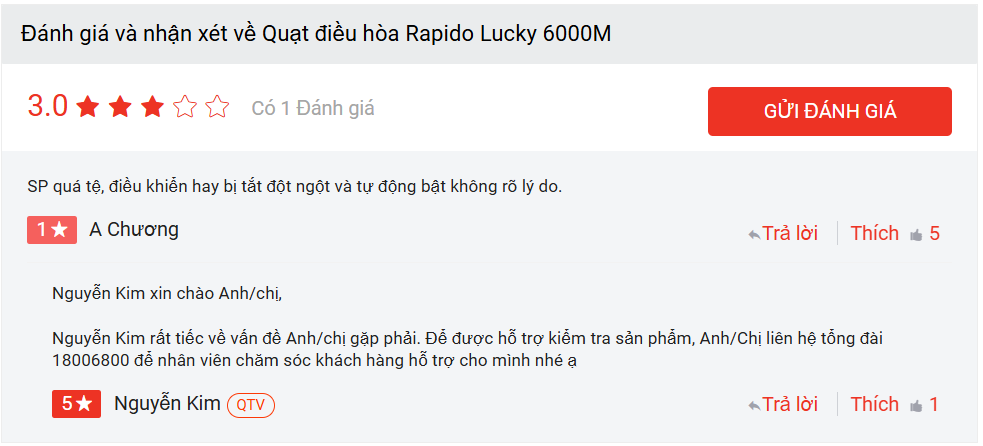 Đánh giá và nhận xét về Quạt điều hòa Rapido Lucky 6000M
3.0 Có 1 Đánh giá
GỬI ĐÁNH GIÁ
SP quá tệ, điều khiển hay bị tắt đột ngột và tự động bật không rõ lý do.
1 A Chương
Trả lời Thích 5
Nguyễn Kim xin chào Anh/chị,
Nguyễn Kim rất tiếc về vấn đề Anh/chị gặp phải. Để được hỗ trợ kiểm tra sản phẩm, Anh/Chị liên hệ tổng đài
18006800 để nhân viên chăm sóc khách hàng hỗ trợ cho mình nhé ạ
5 Nguyễn Kim QTV
Trả lời Thích 1